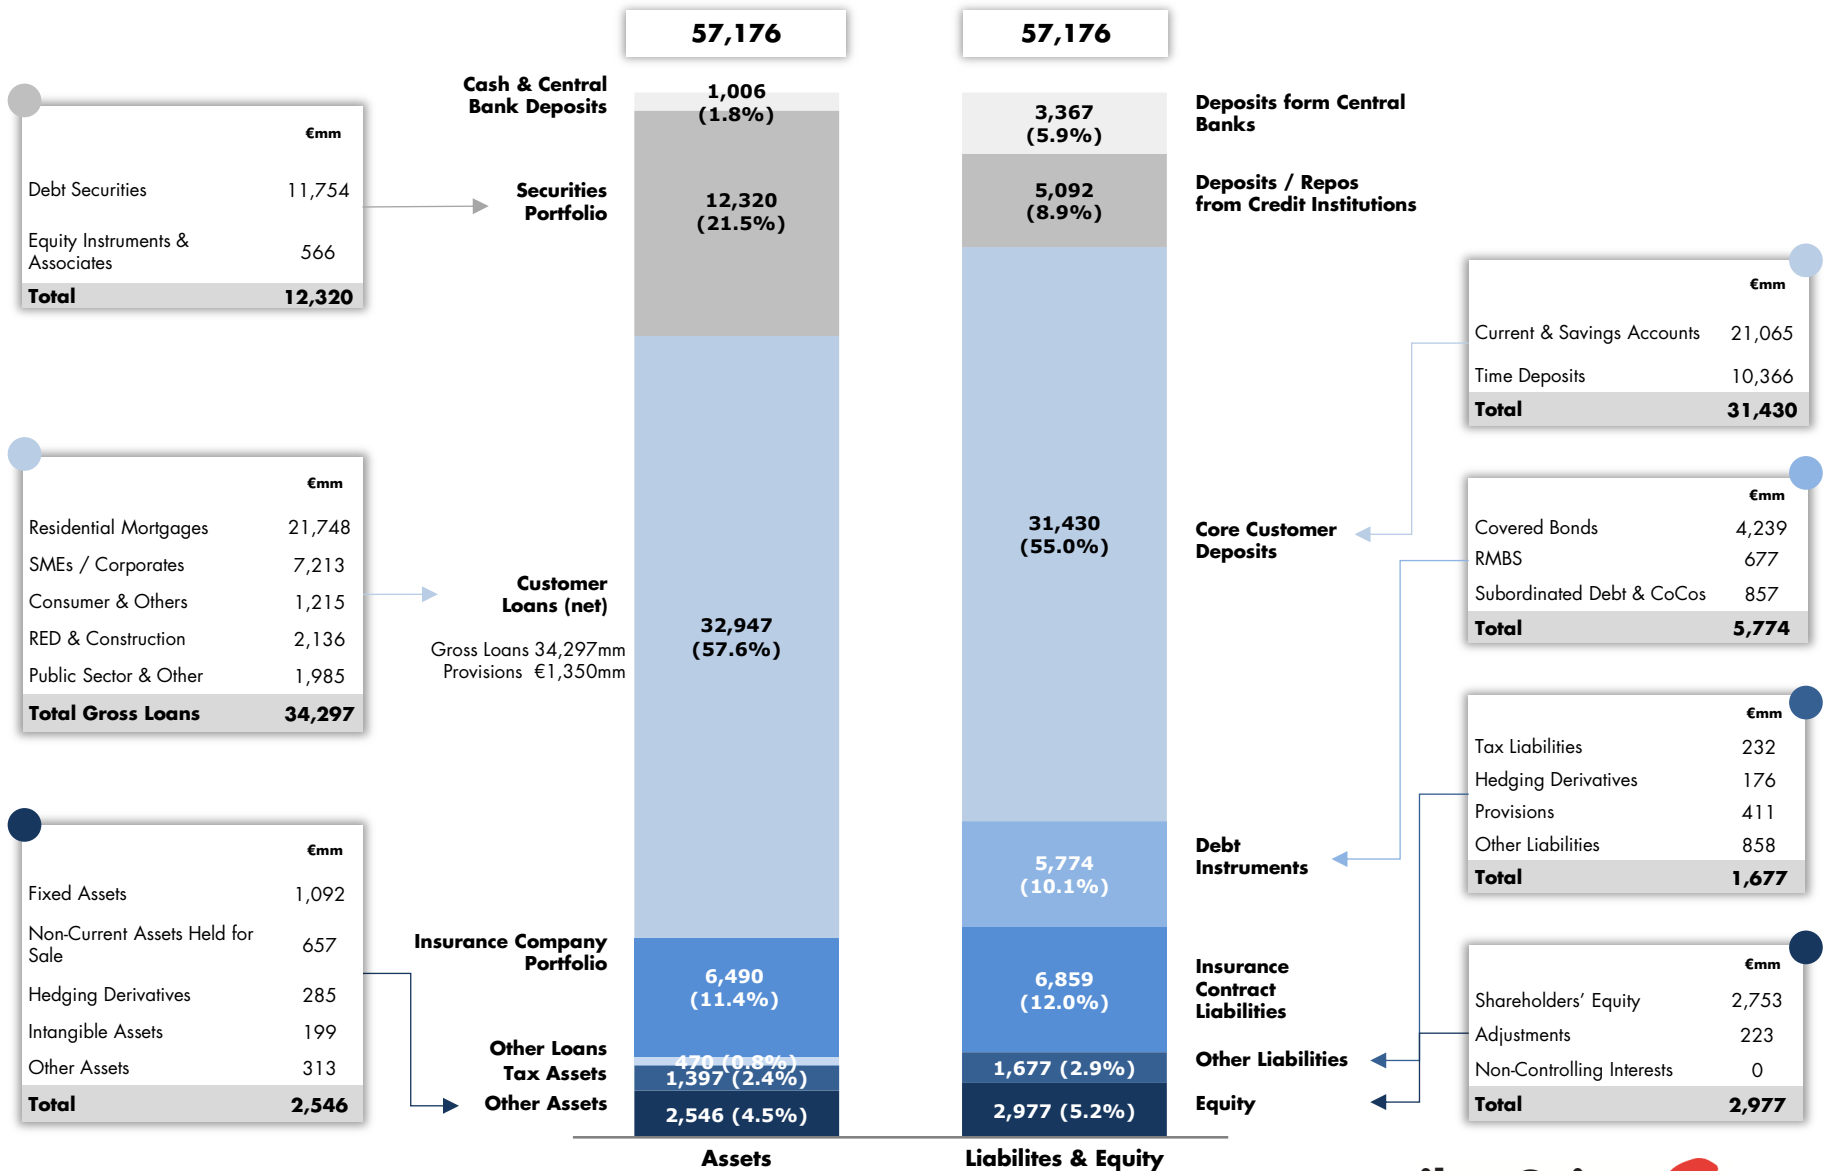 57,176
57,176
€mm
Debt Securities 11,754
Equity Instruments &
Associates 566
Total 12,320
€mm
Residential Mortgages 21,748
SMEs / Corporates 7,213
Consumer & Others 1,215
RED & Construction 2,136
Public Sector & Other 1,985
Total Gross Loans 34,297
€mm
Fixed Assets 1,092
Non-Current Assets Held for
Sale 657
Hedging Derivatives 285
Intangible Assets 199
Other Assets 313
Total 2,546
Cash & Central
Bank Deposits
Securities
Portfolio
Customer
Loans (net)
Gross Loans 34,297mm
Provisions €1,350mm
Insurance Company
Portfolio
Other Loans
Tax Assets
Other Assets
1,006
(1.8%)
12,320
(21.5%)
32,947
(57.6%)
6,490
(11.4%)
470 (0.8%)
1,397 (2.4%)
2,546 (4.5%)
Assets
3,367
(5.9%)
5,092
(8.9%)
31,430
(55.0%)
5,774
(10.1%)
6,859
(12.0%)
1,677 (2.9%)
2,977 (5.2%)
Liabilites & Equity
Deposits form Central
Banks
Deposits / Repos
from Credit Institutions
Core Customer
Deposits
Debt
Instruments
Insurance
Contract
Liabilities
Other Liabilities
Equity
€mm
Current & Savings Accounts 21,065
Time Deposits 10,366
Total 31,430
€mm
Covered Bonds 4,239
RMBS 677
Subordinated Debt & CoCos 857
Total 5,774
€mm
Tax Liabilities 232
Hedging Derivatives 176
Provisions 411
Other Liabilities 858
Total 1,677
€mm
Shareholders' Equity 2,753
Adjustments 223
Non-Controlling Interests 0
Total 2,977